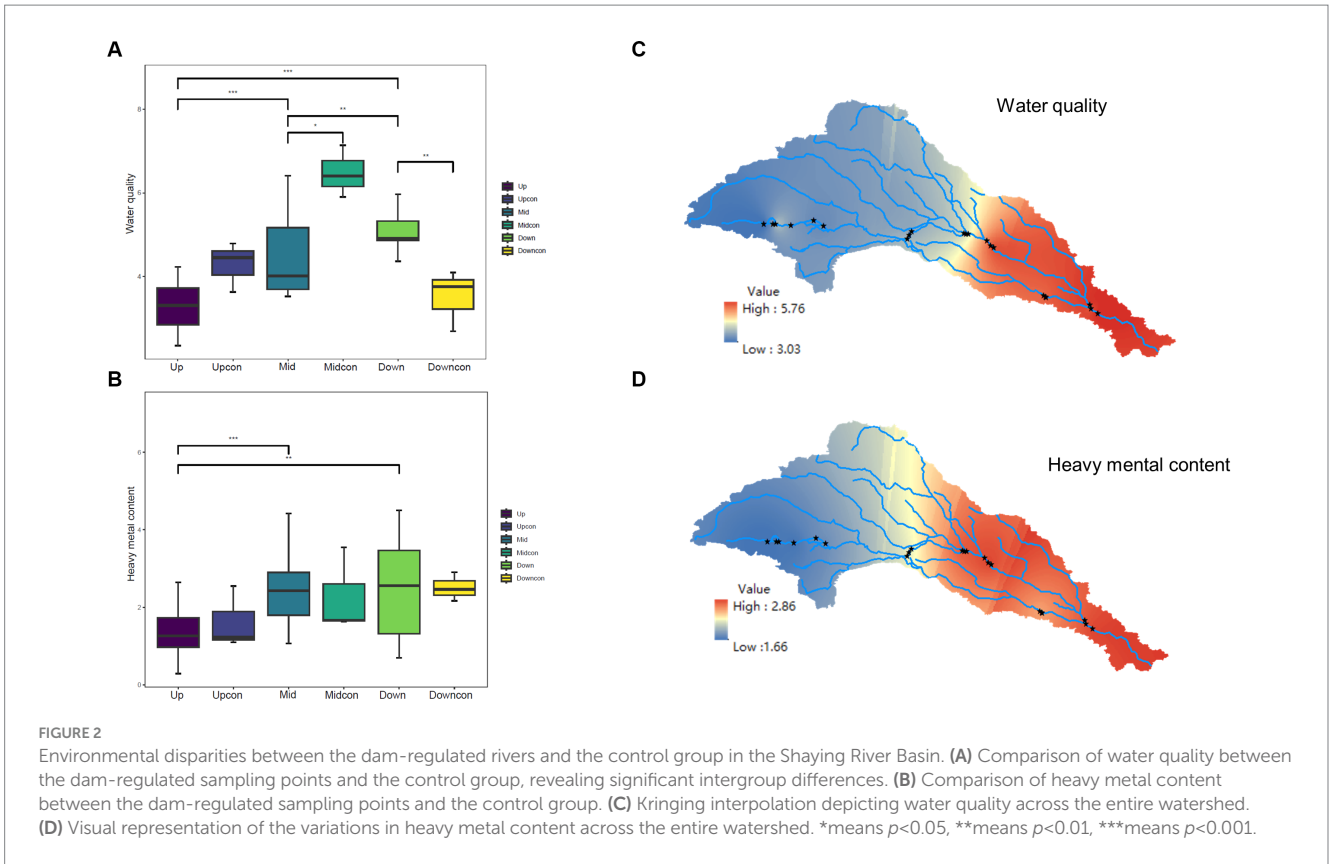 A
***
***
**
*
**
8
6
4
Water quality
Up
Upcon
Mid
Midcon
Down
Downcon
Up
Upcon
Mid
Midcon
Down
Downcon
B
***
**
6
4
2
0
Heavy metal content
Up
Upcon
Mid
Midcon
Down
Downcon
Up
Upcon
Mid
Midcon
Down
Downcon
C
Water quality
Value
High : 5.76
Low : 3.03
D
Heavy mental content
Value
High : 2.86
Low :1.66
FIGURE 2
Environmental disparities between the dam-regulated rivers and the control group in the Shaying River Basin. (A) Comparison of water quality between
the dam-regulated sampling points and the control group, revealing significant intergroup differences. (B) Comparison of heavy metal content
between the dam-regulated sampling points and the control group. (C) Kringing interpolation depicting water quality across the entire watershed.
(D) Visual representation of the variations in heavy metal content across the entire watershed. *means p<0.05, **means p<0.01, ***means p<0.001.